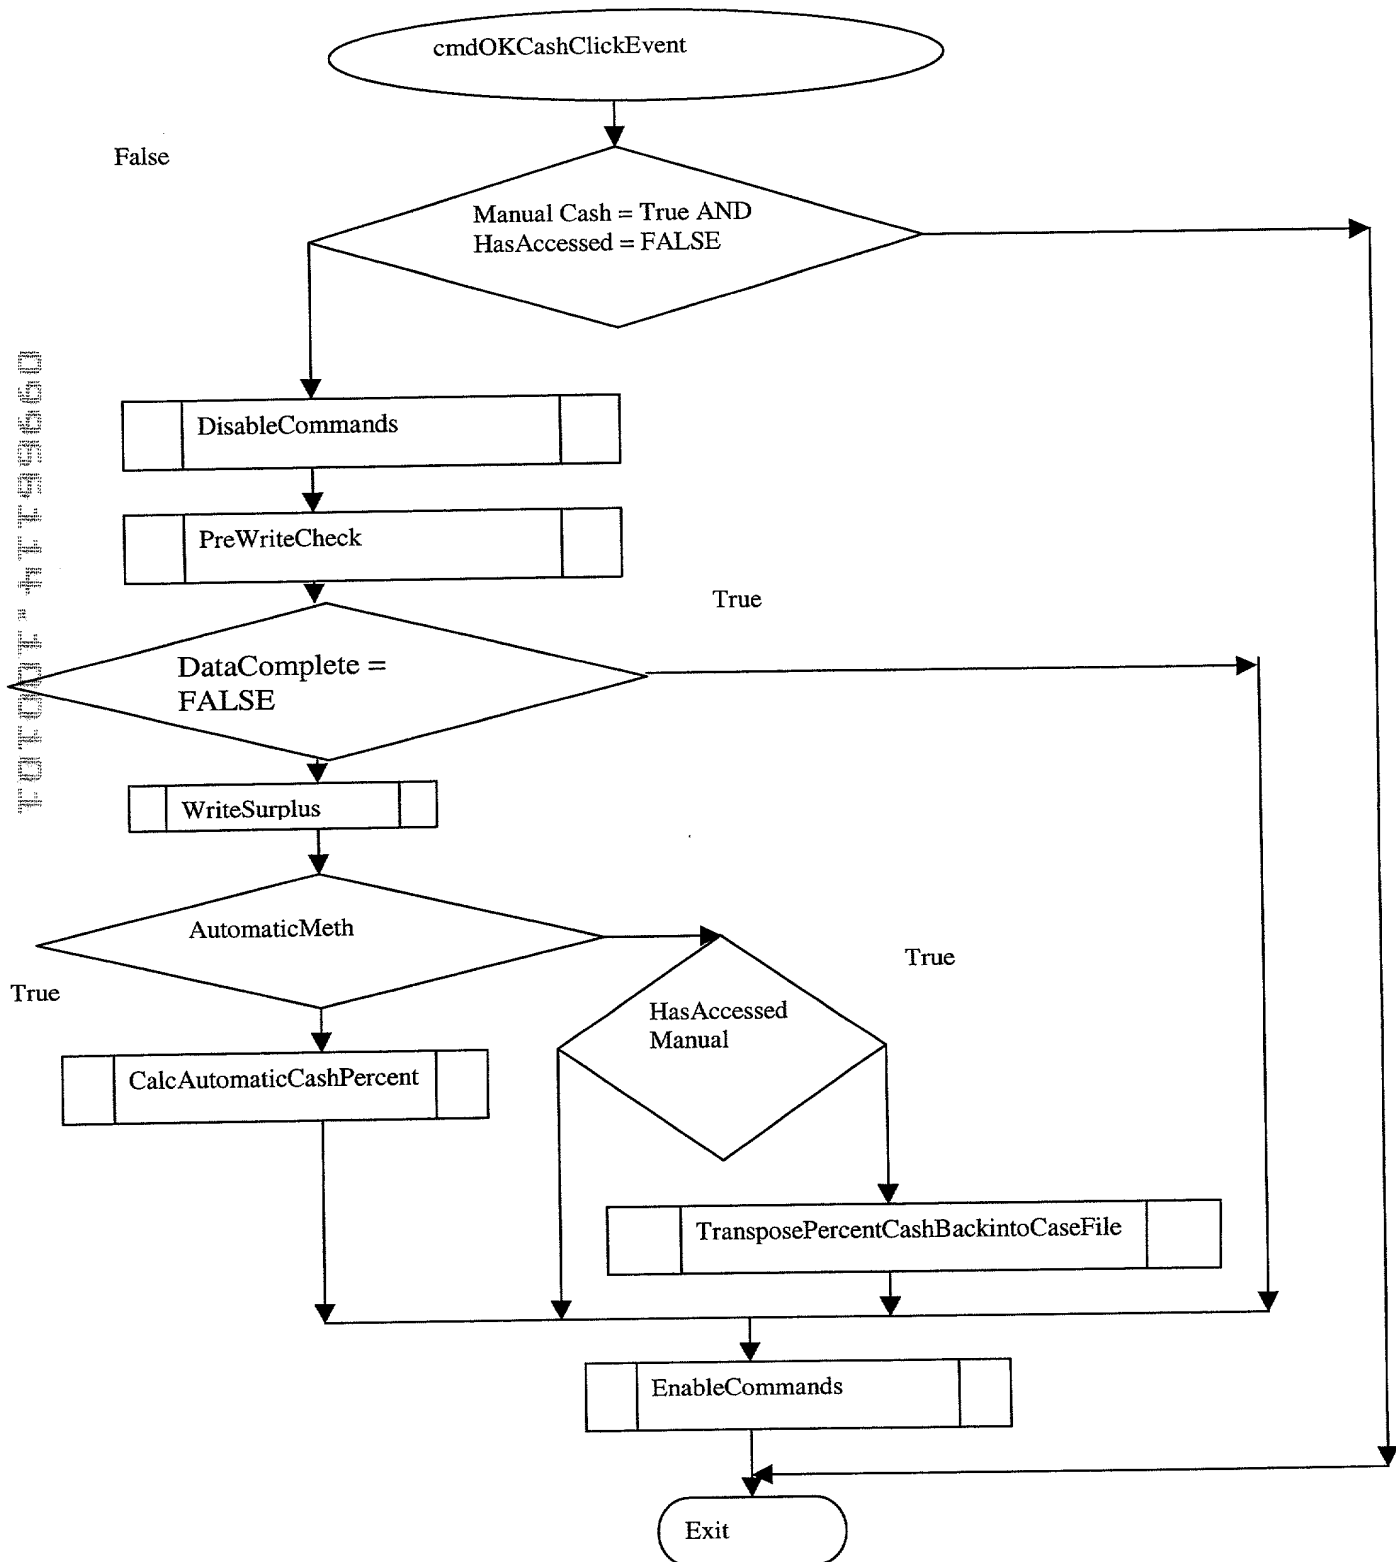 cmdOKCashClickEvent
False
Manual Cash = True AND
HasAccessed = FALSE
DisableCommands
PreWriteCheck
True
DataComplete =
FALSE
WriteSurplus
AutomaticMeth
True
True
HasAccessed
Manual
CalcAutomaticCashPercent
TransposePercentCashBackintoCaseFile
EnableCommands
Exit